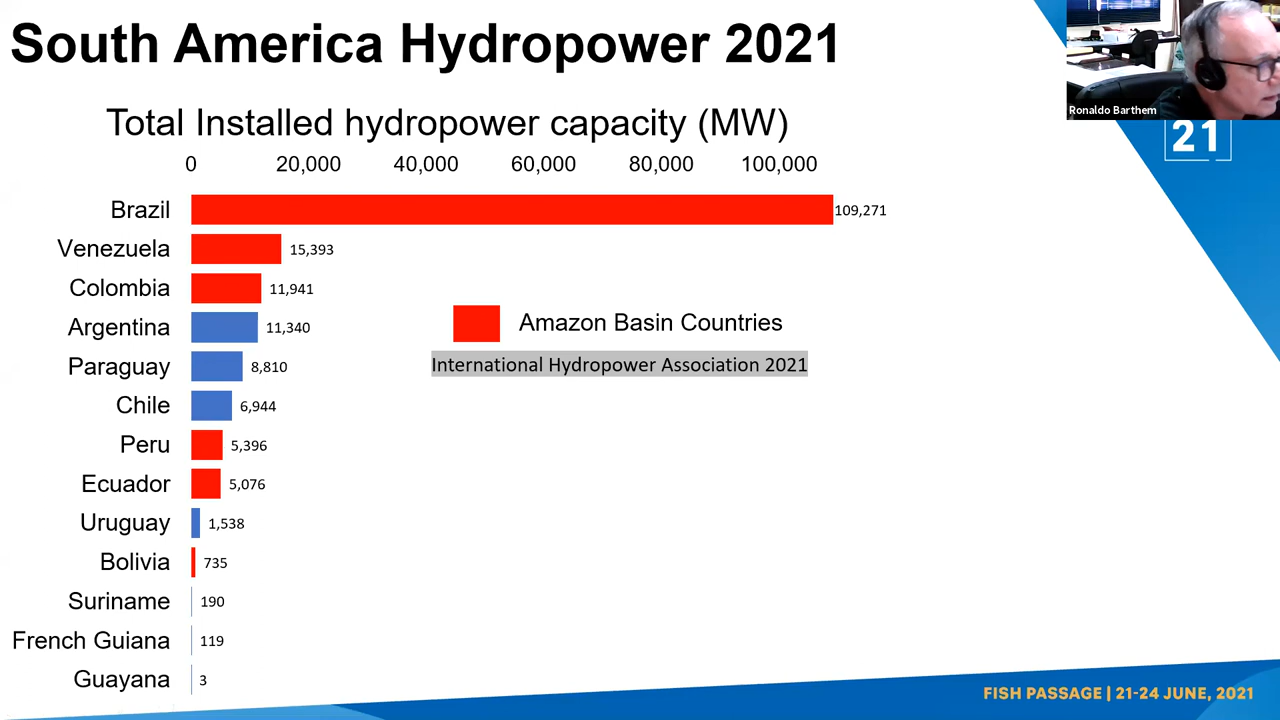 South America Hydropower 2021
Ronaldo Barthem
21
Total Installed hydropower capacity (MW)
0 20,000 40,000 60,000 80,000 100,000
Brazil 109,271
Venezuela 15,393
Colombia 11,941
Argentina 11,340
Amazon Basin Countries
Paraguay 8,810
International Hydropower Association 2021
Chile 6,944
Peru 5,396
Ecuador 5,076
Uruguay 1,538
Bolivia 735
Suriname 190
French Guiana 119
Guayana 3
FISH PASSAGE | 21-24 JUNE, 2021